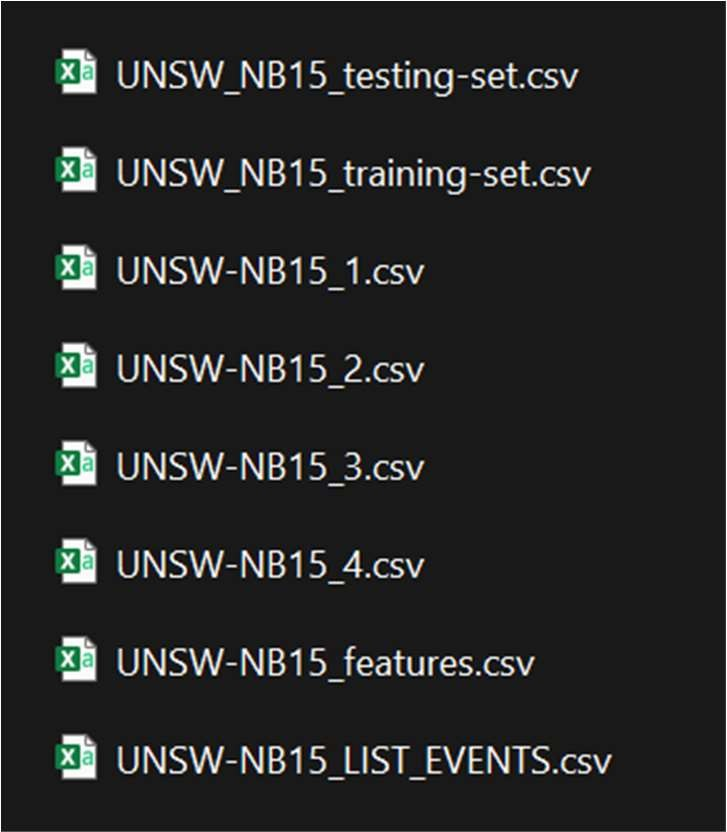 UNSW_NB15_testing-set.csv
UNSW_NB15_training-set.csv
UNSW-NB15_1.csv
UNSW-NB15_2.csv
UNSW-NB15_3.csv
UNSW-NB15_4.csv
UNSW-NB15_features.csv
UNSW-NB15_LIST_EVENTS.csv